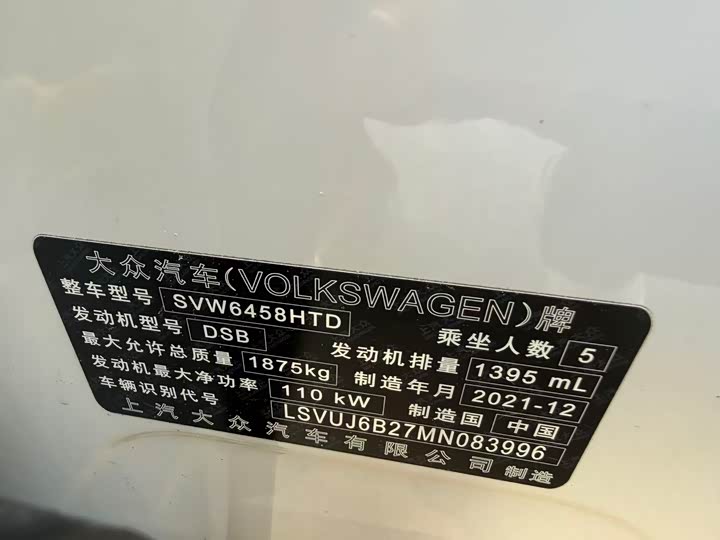 大众汽车(VOLKSWAGEN)牌
整车型号 SVW6458HTD 乘坐人数 5
发动机型号 DSB 发动机排量 1395 mL
最大允许总质量 1875kg 制造年月 2021-12
发动机最大净功率 110 kW 制造国 中国
车辆识别代号 LSVUJ6B27MN083996
上汽大众汽车有限公司制造